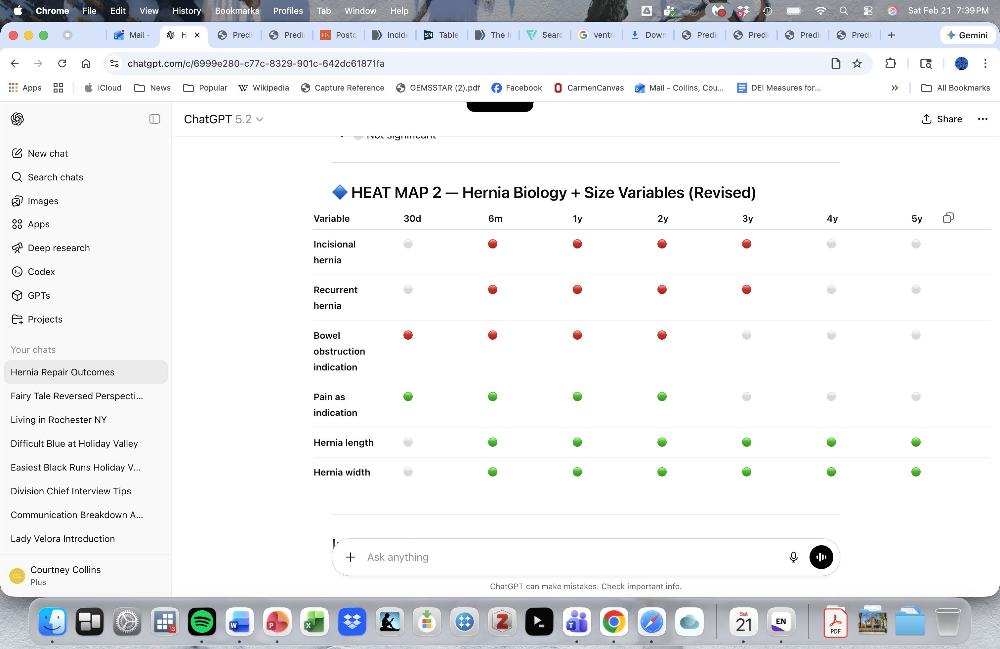 Chrome File Edit View History Bookmarks Profiles Tab Window Help 5 Sat Feb 21 7:39 PM
Mail - H Predi Predi Posto Incide SN Table The I Searc G ventra Down Predi Predi Predi Predi Gemini
chatgpt.com/c/6999e280-c77c-8329-901c-642dc61871fa
Apps iCloud News Popular W Wikipedia Capture Reference GEMSSTAR (2).pdf Facebook CarmenCanvas Mail - Collins, Cou... DEI Measures for... » All Bookmarks
ChatGPT 5.2 Share
New chat
Search chats
Images
Apps
Deep research
Codex
GPTs
Projects
Your chats
Hernia Repair Outcomes
Fairy Tale Reversed Perspecti...
Living in Rochester NY
Difficult Blue at Holiday Valley
Easiest Black Runs Holiday V...
Division Chief Interview Tips
Communication Breakdown A...
Lady Velora Introduction
CC Courtney Collins
Plus
Not significant
HEAT MAP 2 — Hernia Biology + Size Variables (Revised)
Variable 30d 6m 1y 2y 3y 4y 5y
Incisional
hernia
Recurrent
hernia
Bowel
obstruction
indication
Pain as
indication
Hernia length
Hernia width
Ask anything
ChatGPT can make mistakes. Check important info.
13 W P X Z T Sat 21 EN PDF